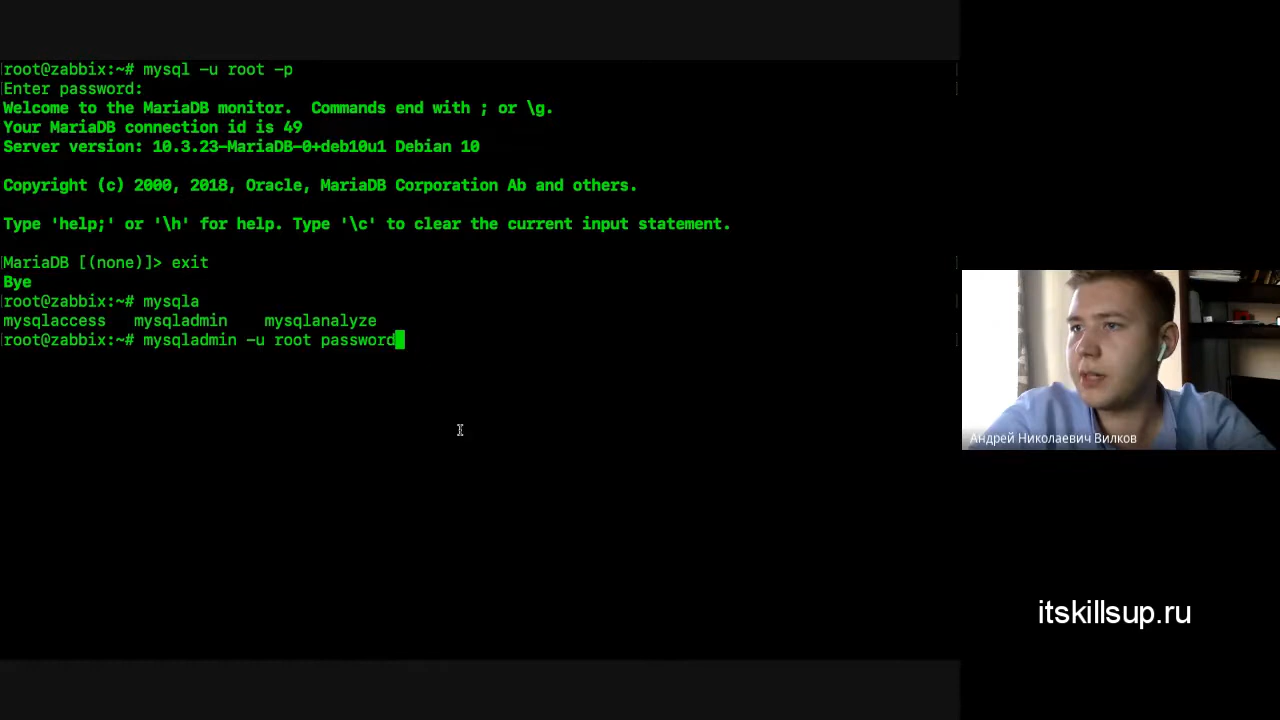 root@zabbix:~# mysql -u root -p
Enter password:
Welcome to the MariaDB monitor.  Commands end with ; or \g.
Your MariaDB connection id is 49
Server version: 10.3.23-MariaDB-0+deb10u1 Debian 10
Copyright (c) 2000, 2018, Oracle, MariaDB Corporation Ab and others.
Type 'help;' or '\h' for help. Type '\c' to clear the current input statement.
MariaDB [(none)]> exit
Bye
root@zabbix:~# mysqla
mysqlaccess   mysqladmin    mysqlanalyze
root@zabbix:~# mysqladmin -u root password
Андрей Николаевич Вилков
itskillsup.ru